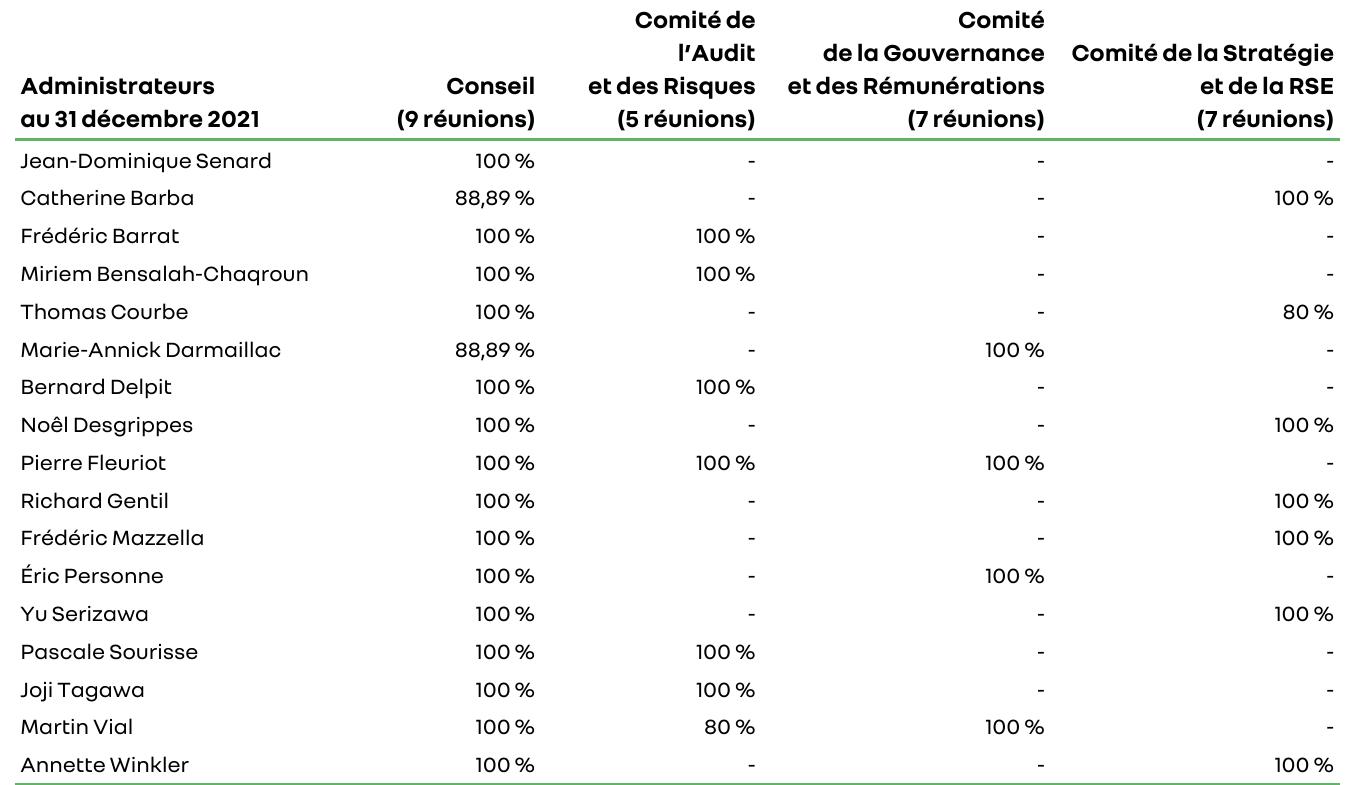 Administrateurs au 31 décembre 2021 Conseil (9 réunions) Comité de l’Audit et des Risques (5 réunions) Comité de la Gouvernance et des Rémunérations (7 réunions) Comité de la Stratégie et de la RSE (7 réunions)
Jean-Dominique Senard 100 % - - -
Catherine Barba 88,89 % - - 100 %
Frédéric Barrat 100 % 100 % - -
Miriem Bensalah-Chaqroun 100 % 100 % - -
Thomas Courbe 100 % - - 80 %
Marie-Annick Darmaillac 88,89 % - 100 % -
Bernard Delpit 100 % 100 % - -
Noêl Desgrippes 100 % - - 100 %
Pierre Fleuriot 100 % 100 % 100 % -
Richard Gentil 100 % - - 100 %
Frédéric Mazzella 100 % - - 100 %
Éric Personne 100 % - 100 % -
Yu Serizawa 100 % - - 100 %
Pascale Sourisse 100 % 100 % - -
Joji Tagawa 100 % 100 % - -
Martin Vial 100 % 80 % 100 % -
Annette Winkler 100 % - - 100 %